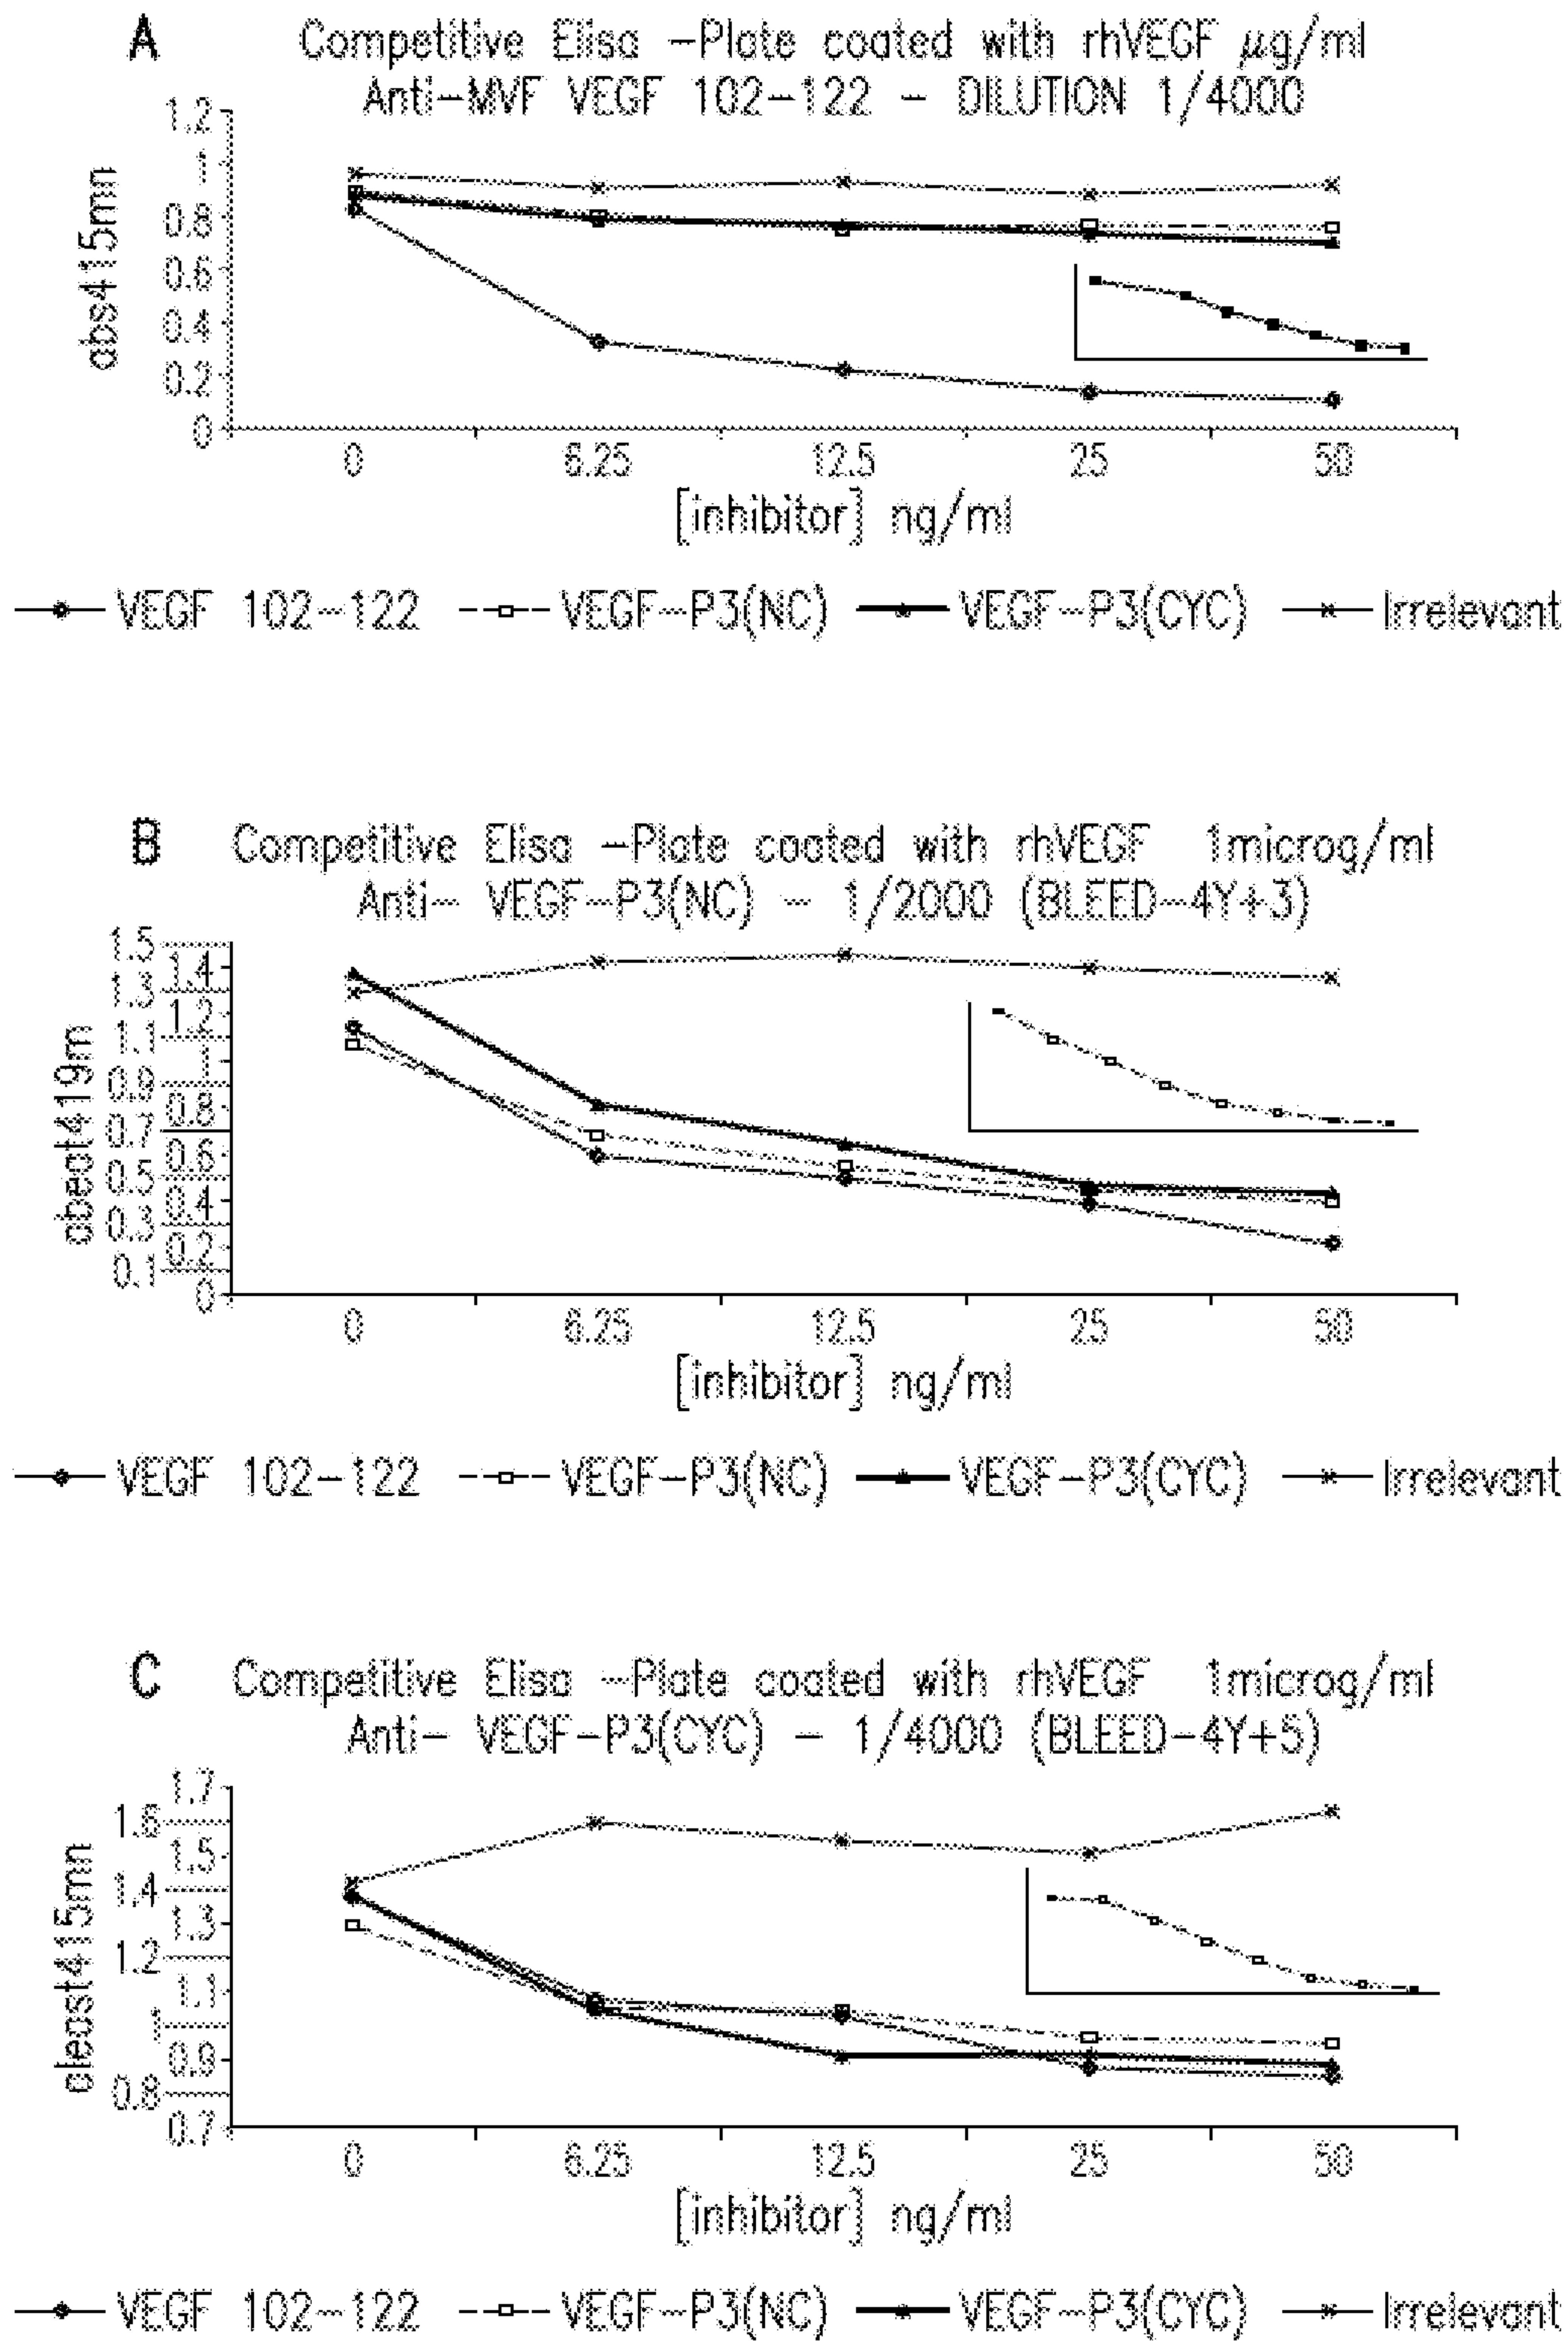 A Competitive Elisa -Plate coated with rhVEGF μg/ml
Anti-MVF VEGF 102-122 - DILUTION 1/4000
1.2
1
0.8
0.6
0.4
0.2
0
abs415mn
0 6.25 12.5 25 50
[inhibitor] ng/ml
VEGF 102-122 VEGF-P3(NC) VEGF-P3(CYC) Irrelevant
B Competitive Elisa -Plate coated with rhVEGF 1microg/ml
Anti- VEGF-P3(NC) - 1/2000 (BLEED-4Y+3)
1.5
1.4
1.3
1.2
1.1
1
0.9
0.8
0.7
0.6
0.5
0.4
0.3
0.2
0.1
0
abeat419m
0 6.25 12.5 25 50
[inhibitor] ng/ml
VEGF 102-122 VEGF-P3(NC) VEGF-P3(CYC) Irrelevant
C Competitive Elisa -Plate coated with rhVEGF 1microg/ml
Anti- VEGF-P3(CYC) - 1/4000 (BLEED-4Y+5)
1.7
1.6
1.5
1.4
1.3
1.2
1.1
1
0.9
0.8
0.7
aleast415mn
0 6.25 12.5 25 50
[inhibitor] ng/ml
VEGF 102-122 VEGF-P3(NC) VEGF-P3(CYC) Irrelevant